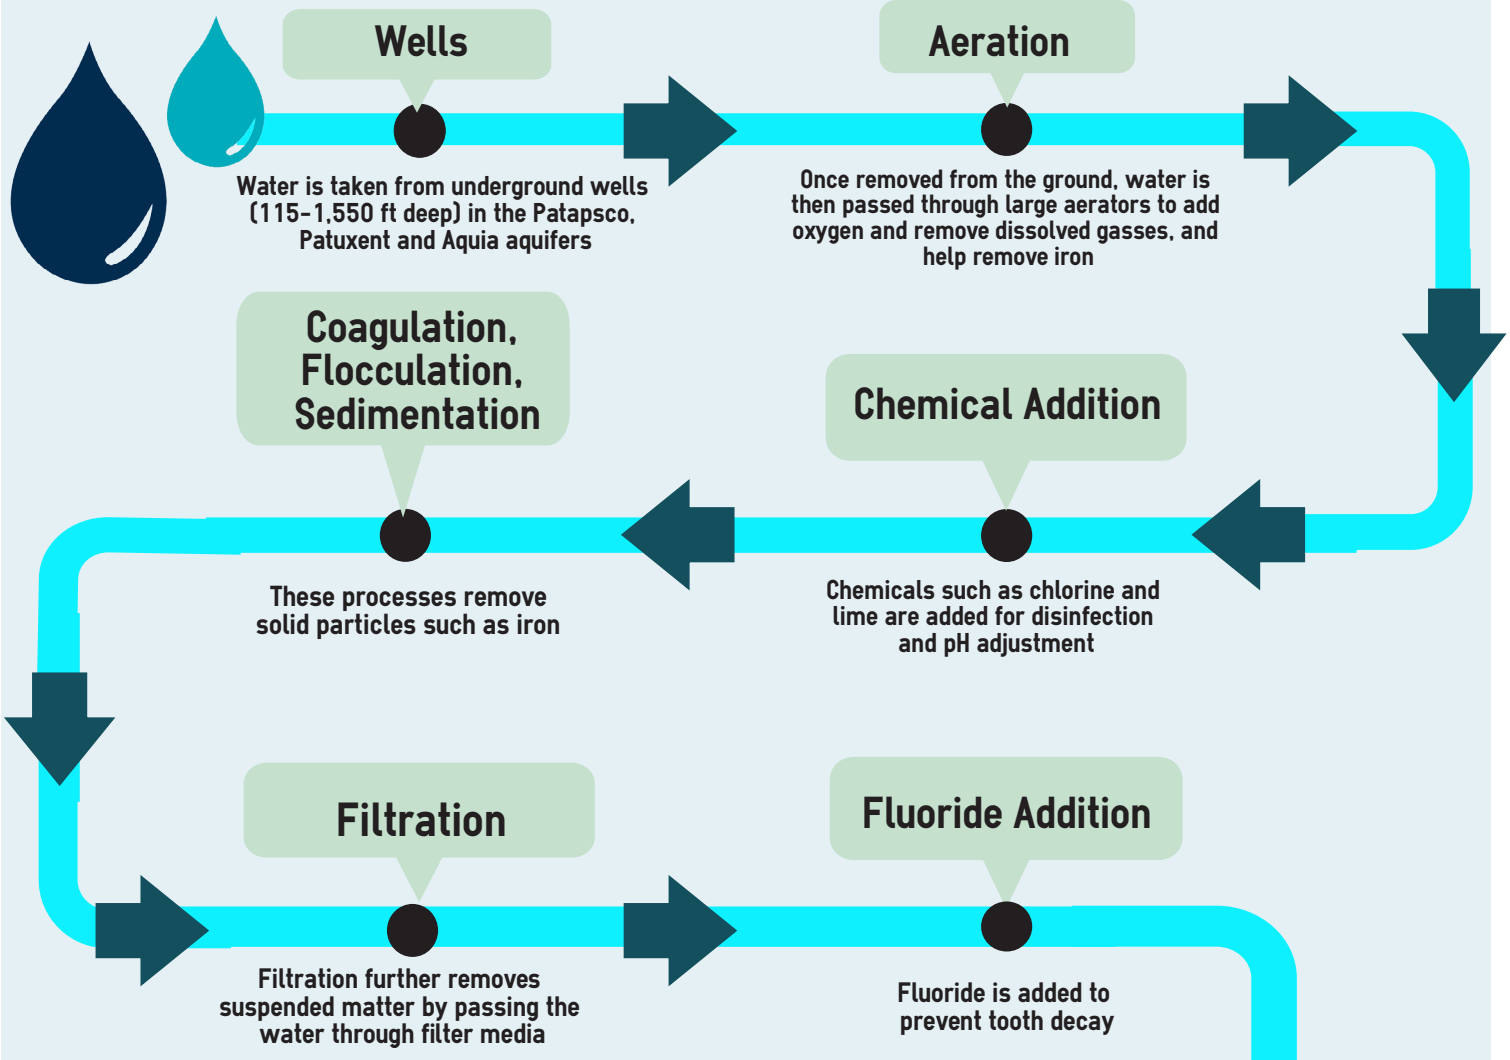 Wells
Water is taken from underground wells
(115-1,550 ft deep) in the Patapsco,
Patuxent and Aquia aquifers
Aeration
Once removed from the ground, water is
then passed through large aerators to add
oxygen and remove dissolved gasses, and
help remove iron
Chemical Addition
Chemicals such as chlorine and
lime are added for disinfection
and pH adjustment
Coagulation,
Flocculation,
Sedimentation
These processes remove
solid particles such as iron
Filtration
Filtration further removes
suspended matter by passing the
water through filter media
Fluoride Addition
Fluoride is added to
prevent tooth decay